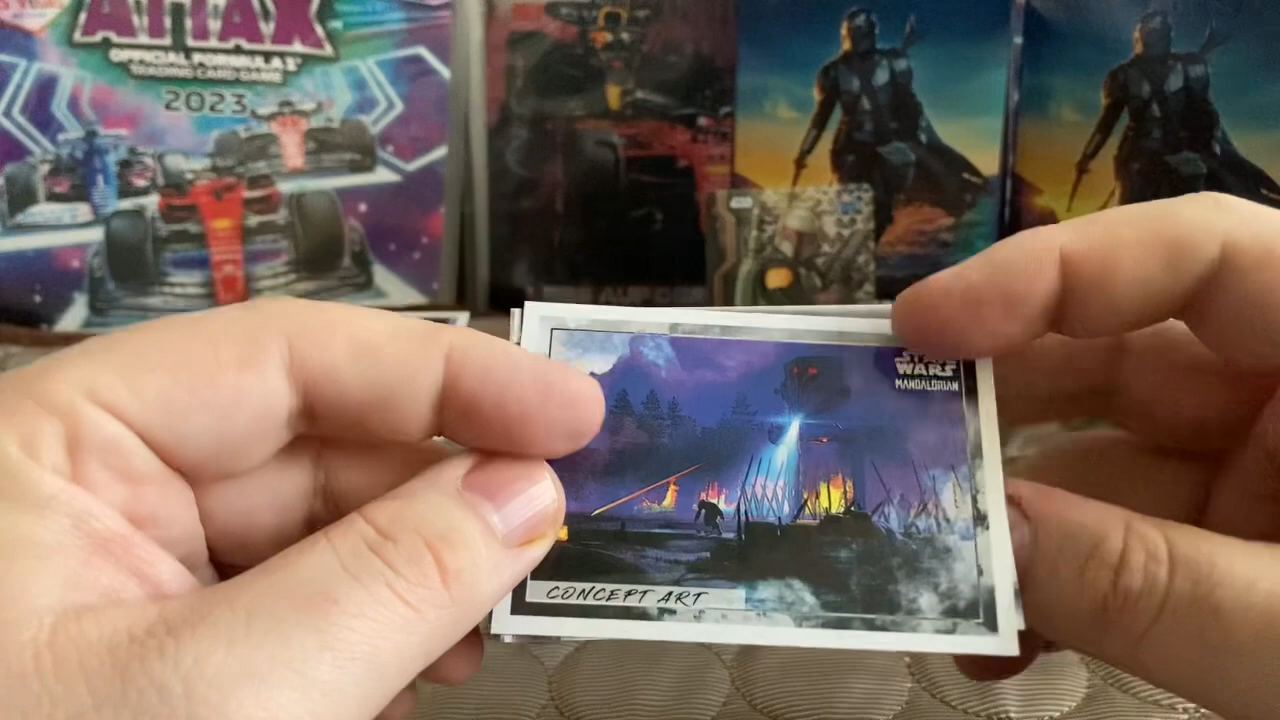 ATTAX
OFFICIAL FORMULA 1
TRADING CARD GAME
2023
STAR
WARS
MANDALORIAN
CONCEPT ART